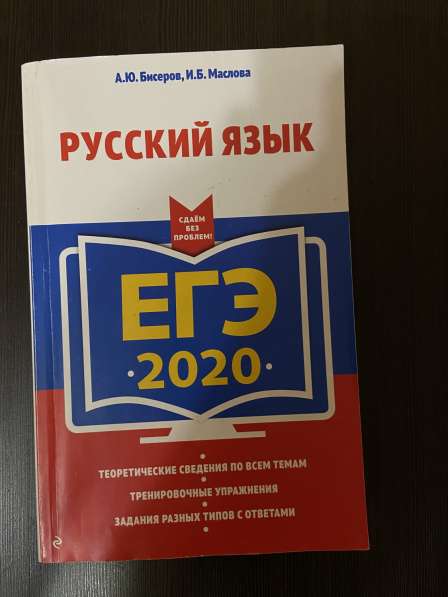 А.Ю. Бисеров, И.Б. Маслова
РУССКИЙ ЯЗЫК
СДАЁМ
БЕЗ
ПРОБЛЕМ!
ЕГЭ
·2020·
ТЕОРЕТИЧЕСКИЕ СВЕДЕНИЯ ПО ВСЕМ ТЕМАМ
ТРЕНИРОВОЧНЫЕ УПРАЖНЕНИЯ
ЗАДАНИЯ РАЗНЫХ ТИПОВ С ОТВЕТАМИ